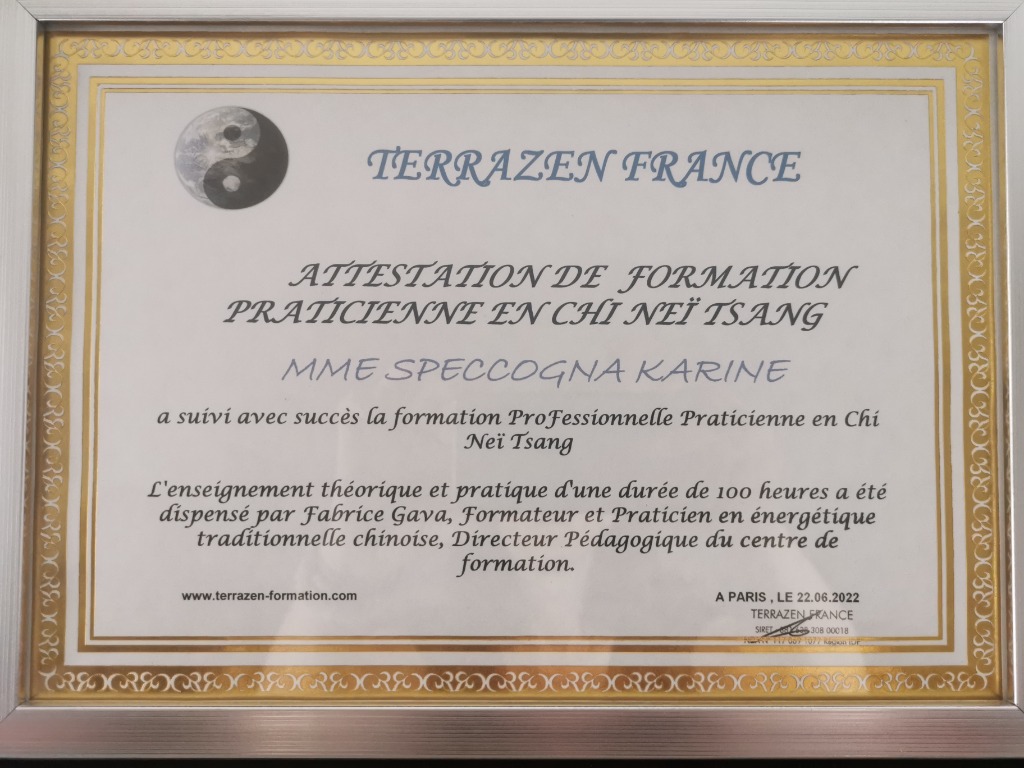 TERRAZEN FRANCE
ATTESTATION DE FORMATION
PRATICIENNE EN CHI NEÏ TSANG
MME SPECCOGNA KARINE
a suivi avec succès la formation ProFessionnelle Praticienne en Chi
Neï Tsang
L'enseignement théorique et pratique d'une durée de 100 heures a été
dispensé par Fabrice Gava, Formateur et Praticien en énergétique
traditionnelle chinoise, Directeur Pédagogique du centre de
formation.
www.terrazen-formation.com
A PARIS , LE 22.06.2022
TERRAZEN FRANCE
SIRET 308 00018